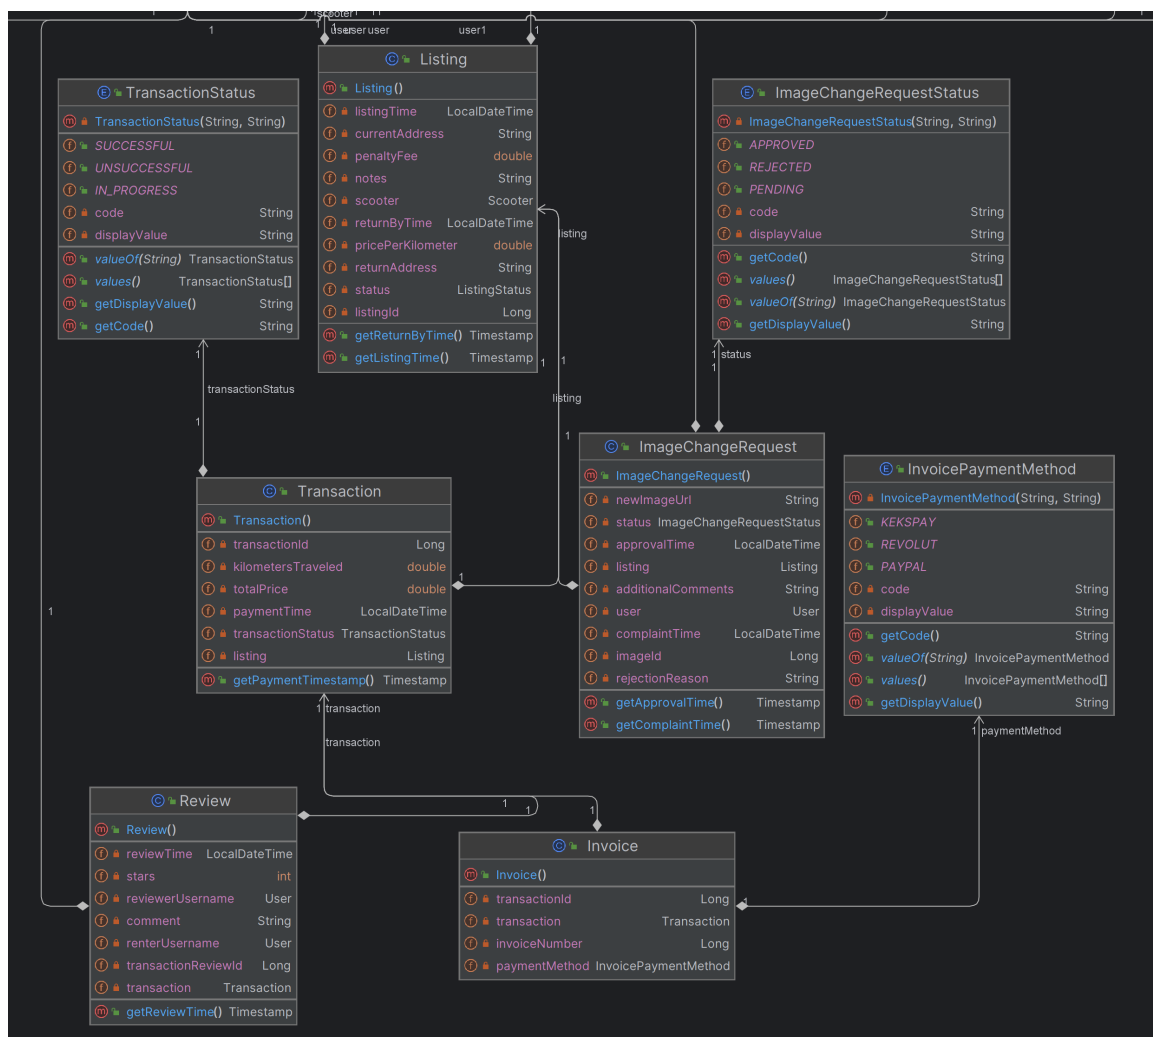 scooter
1
1
user user user
user1
1
TransactionStatus
TransactionStatus(String, String)
SUCCESSFUL
UNSUCCESSFUL
IN_PROGRESS
code String
displayValue String
valueOf(String) TransactionStatus
values() TransactionStatus[]
getDisplayValue() String
getCode() String
Listing
Listing()
listingTime LocalDateTime
currentAddress String
penaltyFee double
notes String
scooter Scooter
returnByTime LocalDateTime
pricePerKilometer double
returnAddress String
status ListingStatus
listingId Long
getReturnByTime() Timestamp
getListingTime() Timestamp
ImageChangeRequestStatus
ImageChangeRequestStatus(String, String)
APPROVED
REJECTED
PENDING
code String
displayValue String
getCode() String
values() ImageChangeRequestStatus[]
valueOf(String) ImageChangeRequestStatus
getDisplayValue() String
listing
1
1
listing
1
1
transactionStatus
1
1 status
1
Transaction
Transaction()
transactionId Long
kilometersTraveled double
totalPrice double
paymentTime LocalDateTime
transactionStatus TransactionStatus
listing Listing
getPaymentTimestamp() Timestamp
1
ImageChangeRequest
ImageChangeRequest()
newImageUrl String
status ImageChangeRequestStatus
approvalTime LocalDateTime
listing Listing
additionalComments String
user User
complaintTime LocalDateTime
imageId Long
rejectionReason String
getApprovalTime() Timestamp
getComplaintTime() Timestamp
InvoicePaymentMethod
InvoicePaymentMethod(String, String)
KEKSPAY
REVOLUT
PAYPAL
code String
displayValue String
getCode() String
valueOf(String) InvoicePaymentMethod
values() InvoicePaymentMethod[]
getDisplayValue() String
1
1 transaction
transaction
1 paymentMethod
1
1
1
Review
Review()
reviewTime LocalDateTime
stars int
reviewerUsername User
comment String
renterUsername User
transactionReviewId Long
transaction Transaction
getReviewTime() Timestamp
Invoice
Invoice()
transactionId Long
transaction Transaction
invoiceNumber Long
paymentMethod InvoicePaymentMethod
1